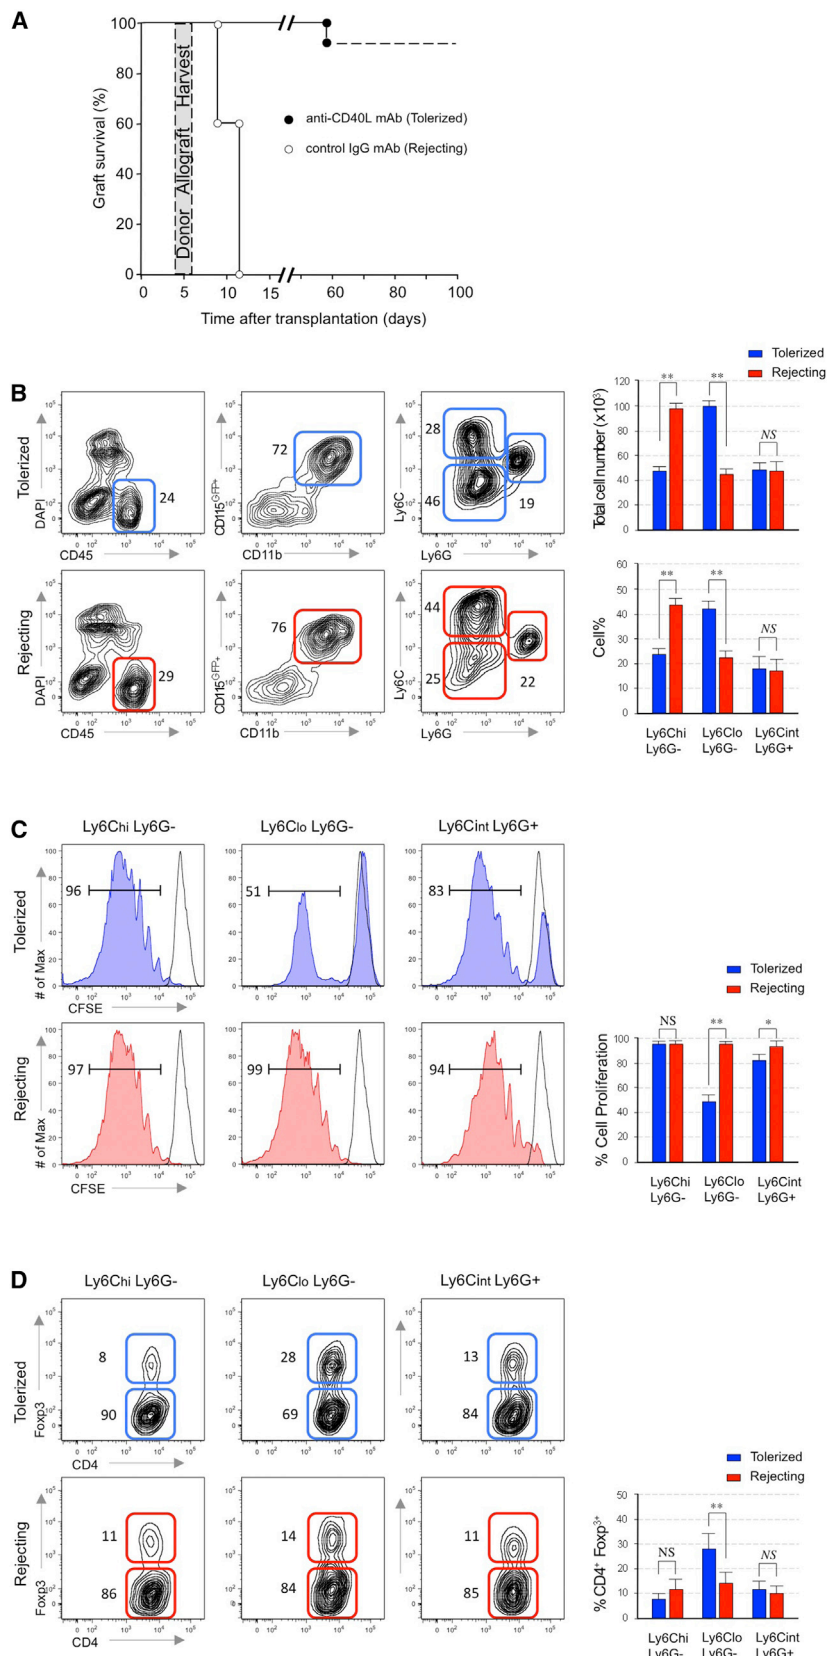 A
100
80
60
40
20
0
Graft survival (%)
Donor Allograft Harvest
anti-CD40L mAb (Tolerized)
control IgG mAb (Rejecting)
0 5 10 15 60 80 100
Time after transplantation (days)
B
Tolerized
DAPI
CD45
24
CD115GFP+
CD11b
72
Ly6C
Ly6G
28
46
19
Rejecting
DAPI
CD45
29
CD115GFP+
CD11b
76
Ly6C
Ly6G
44
25
22
Tolerized
Rejecting
Total cell number (x10³)
120
100
80
60
40
20
0
** ** NS
Cell%
60
50
40
30
20
10
0
** ** NS
Ly6Chi Ly6Clo Ly6Cint
Ly6G- Ly6G- Ly6G+
C
Ly6Chi Ly6G- Ly6Clo Ly6G- Ly6Cint Ly6G+
Tolerized
# of Max
96 51 83
CFSE
Rejecting
# of Max
97 99 94
CFSE
Tolerized
Rejecting
% Cell Proliferation
100
80
60
40
20
0
NS ** *
Ly6Chi Ly6Clo Ly6Cint
Ly6G- Ly6G- Ly6G+
D
Ly6Chi Ly6G- Ly6Clo Ly6G- Ly6Cint Ly6G+
Tolerized
Foxp3
8 28 13
90 69 84
CD4
Rejecting
Foxp3
11 14 11
86 84 85
CD4
Tolerized
Rejecting
% CD4⁺ Foxp³⁺
50
40
30
20
10
0
NS ** NS
Ly6Chi Ly6Clo Ly6Cint
Ly6G- Ly6G- Ly6G+